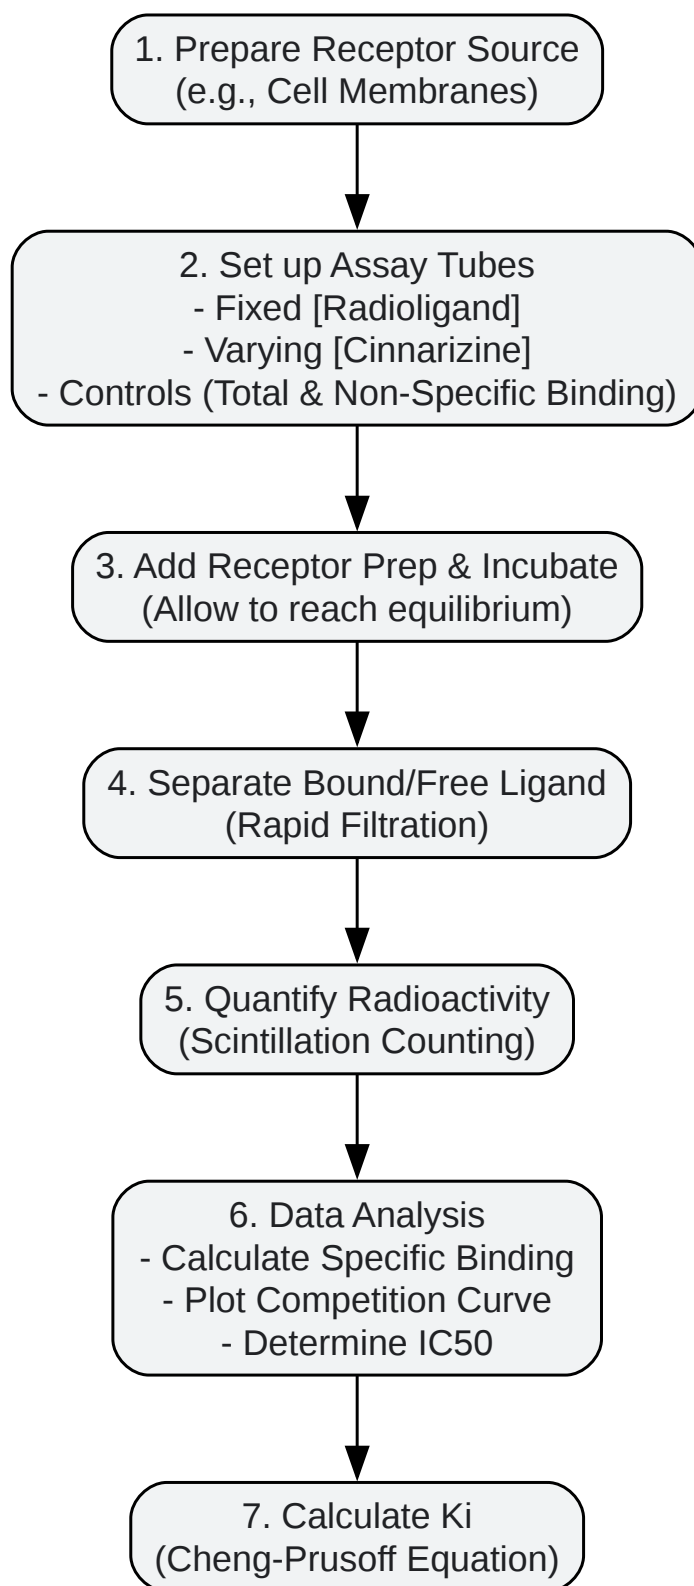 1. Prepare Receptor Source
(e.g., Cell Membranes)
2. Set up Assay Tubes
- Fixed [Radioligand]
- Varying [Cinnarizine]
- Controls (Total & Non-Specific Binding)
3. Add Receptor Prep & Incubate
(Allow to reach equilibrium)
4. Separate Bound/Free Ligand
(Rapid Filtration)
5. Quantify Radioactivity
(Scintillation Counting)
6. Data Analysis
- Calculate Specific Binding
- Plot Competition Curve
- Determine IC50
7. Calculate Ki
(Cheng-Prusoff Equation)